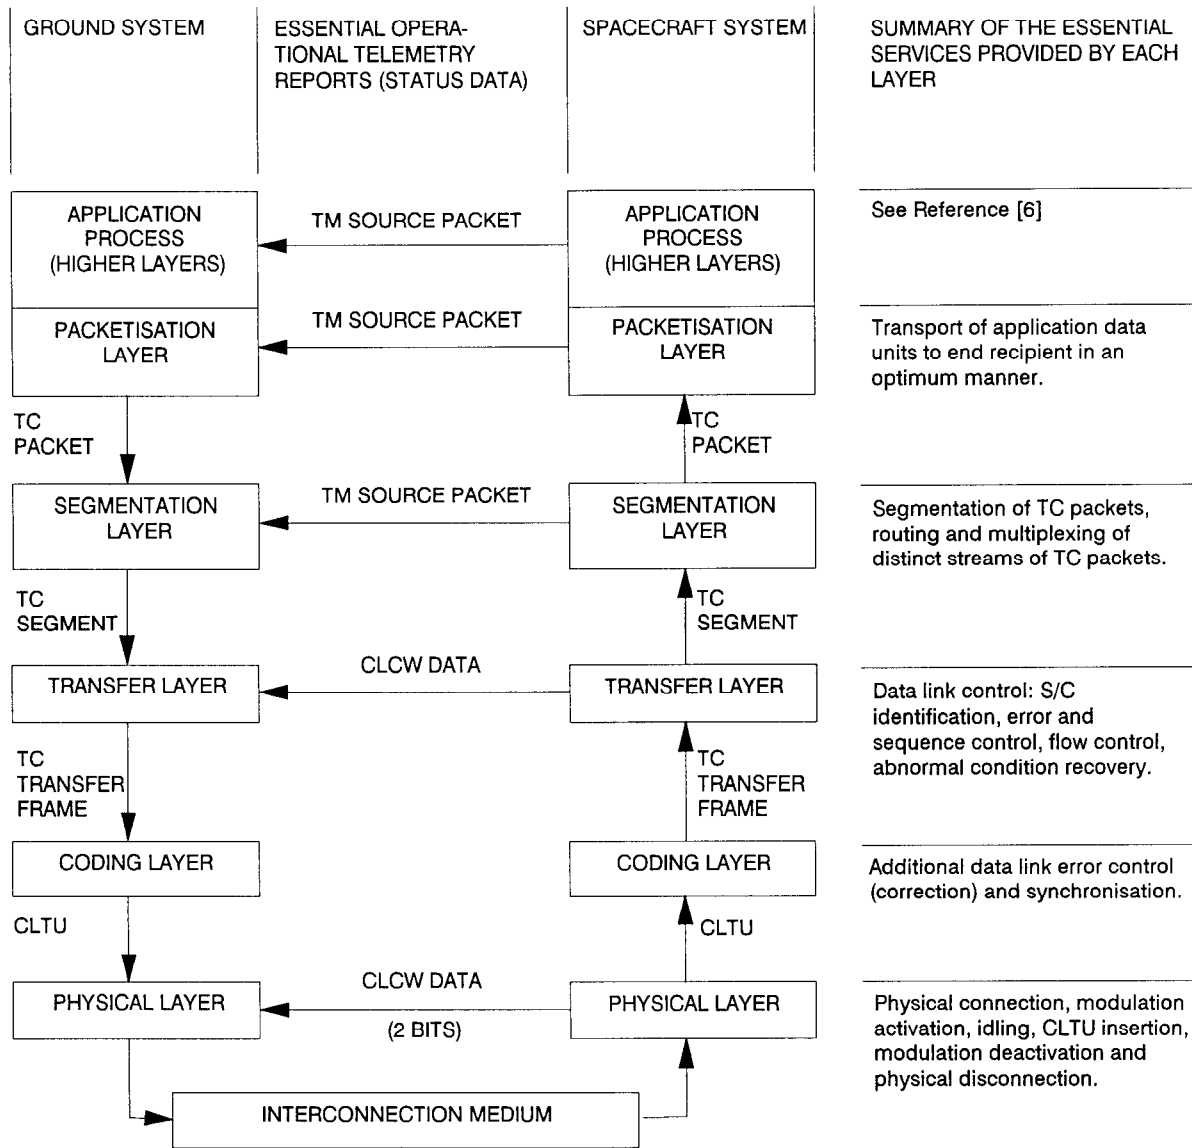 GROUND SYSTEM
ESSENTIAL OPERA-
TIONAL TELEMETRY
REPORTS (STATUS DATA)
SPACECRAFT SYSTEM
SUMMARY OF THE ESSENTIAL
SERVICES PROVIDED BY EACH
LAYER
APPLICATION
PROCESS
(HIGHER LAYERS)
TM SOURCE PACKET
APPLICATION
PROCESS
(HIGHER LAYERS)
See Reference [6]
PACKETISATION
LAYER
TM SOURCE PACKET
PACKETISATION
LAYER
Transport of application data
units to end recipient in an
optimum manner.
TC
PACKET
TC
PACKET
SEGMENTATION
LAYER
TM SOURCE PACKET
SEGMENTATION
LAYER
Segmentation of TC packets,
routing and multiplexing of
distinct streams of TC packets.
TC
SEGMENT
TC
SEGMENT
TRANSFER LAYER
CLCW DATA
TRANSFER LAYER
Data link control: S/C
identification, error and
sequence control, flow control,
abnormal condition recovery.
TC
TRANSFER
FRAME
TC
TRANSFER
FRAME
CODING LAYER
CODING LAYER
Additional data link error control
(correction) and synchronisation.
CLTU
CLTU
PHYSICAL LAYER
CLCW DATA
(2 BITS)
PHYSICAL LAYER
Physical connection, modulation
activation, idling, CLTU insertion,
modulation deactivation and
physical disconnection.
INTERCONNECTION MEDIUM